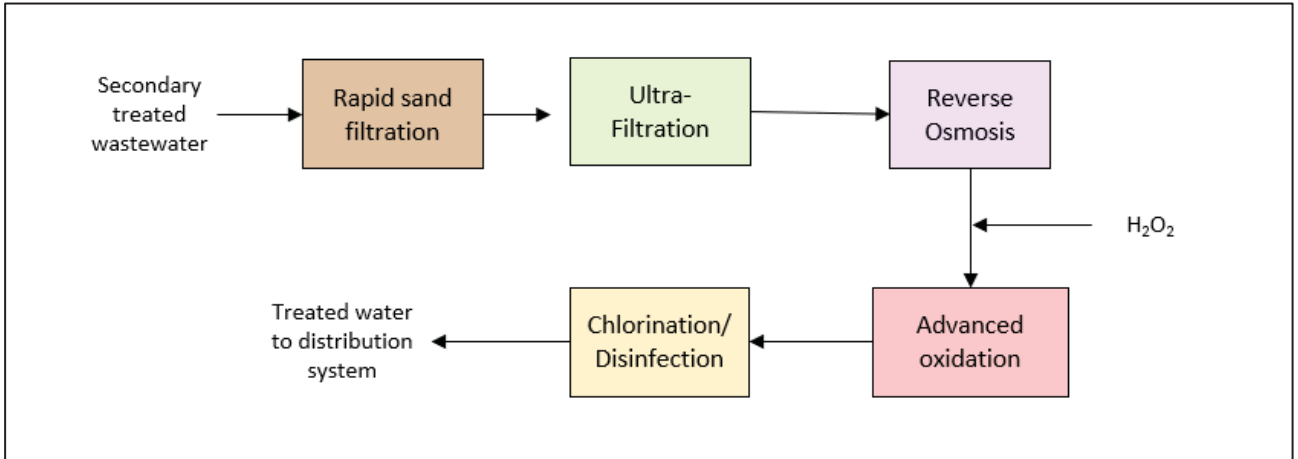 Secondary
treated
wastewater
Rapid sand
filtration
Ultra-
Filtration
Reverse
Osmosis
H₂O₂
Treated water
to distribution
system
Chlorination/
Disinfection
Advanced
oxidation